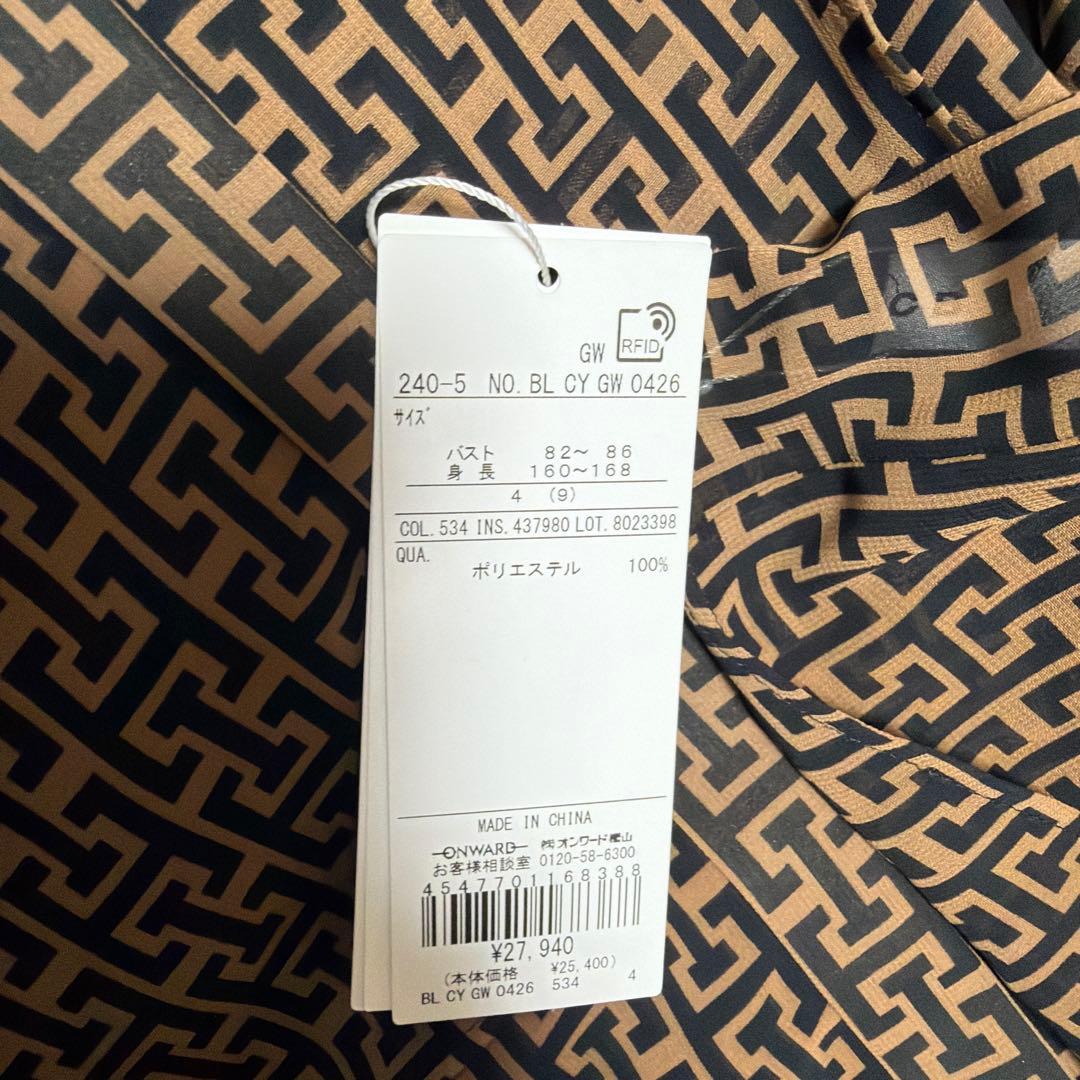 GW RFID
240-5 NO. BL CY GW 0426
ｻｲｽﾞ
バスト 82～ 86
身長 160～168
4 (9)
COL. 534 INS. 437980 LOT. 8023398
QUA.
ポリエステル 100%
MADE IN CHINA
ONWARD ㈱オンワード樫山
お客様相談室 0120-58-6300
4547701168388
¥27,940
(本体価格 ¥25,400)
BL CY GW 0426 534 4